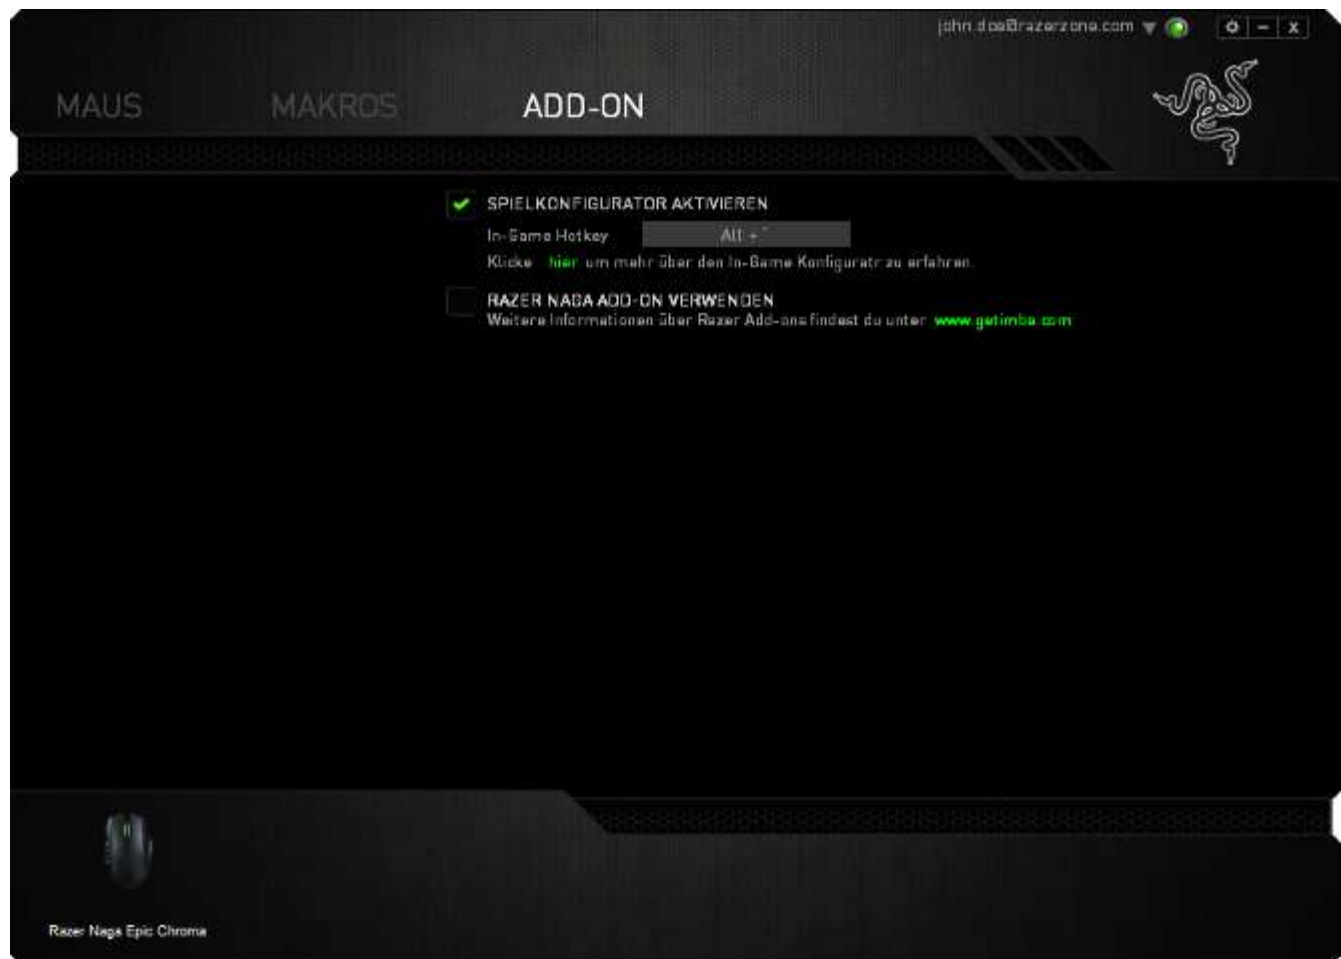 john.doe@razerzone.com
MAUS MAKROS ADD-ON
SPIELKONFIGURATOR AKTIVIEREN
In-Game Hotkey Alt +
Klicke hier um mehr über den In-Game Konfiguratr zu erfahren.
RAZER NAGA ADD-ON VERWENDEN
Weitere Informationen über Razer Add-ons findest du unter www.getimba.com
Razer Naga Epic Chroma